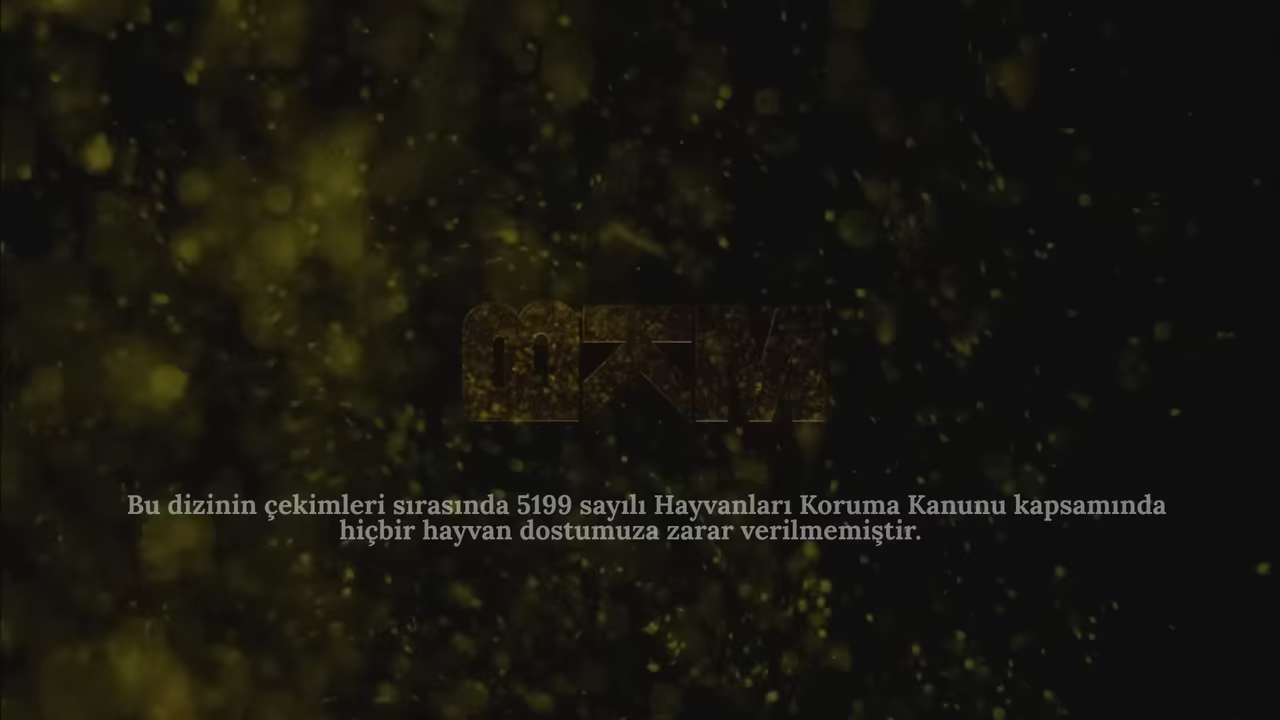 Bu dizinin çekimleri sırasında 5199 sayılı Hayvanları Koruma Kanunu kapsamında
hiçbir hayvan dostumuza zarar verilmemiştir.